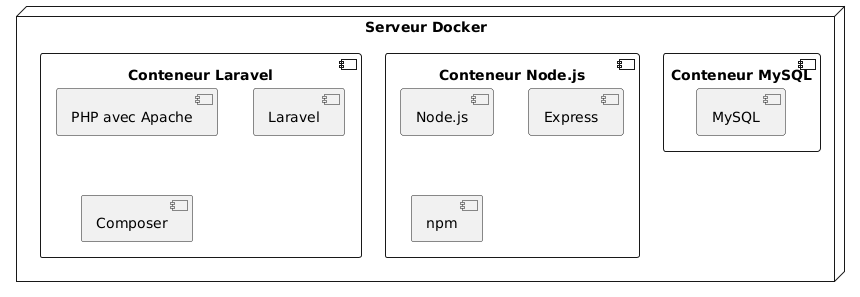 Serveur Docker
Conteneur Laravel
PHP avec Apache
Laravel
Composer
Conteneur Node.js
Node.js
Express
npm
Conteneur MySQL
MySQL